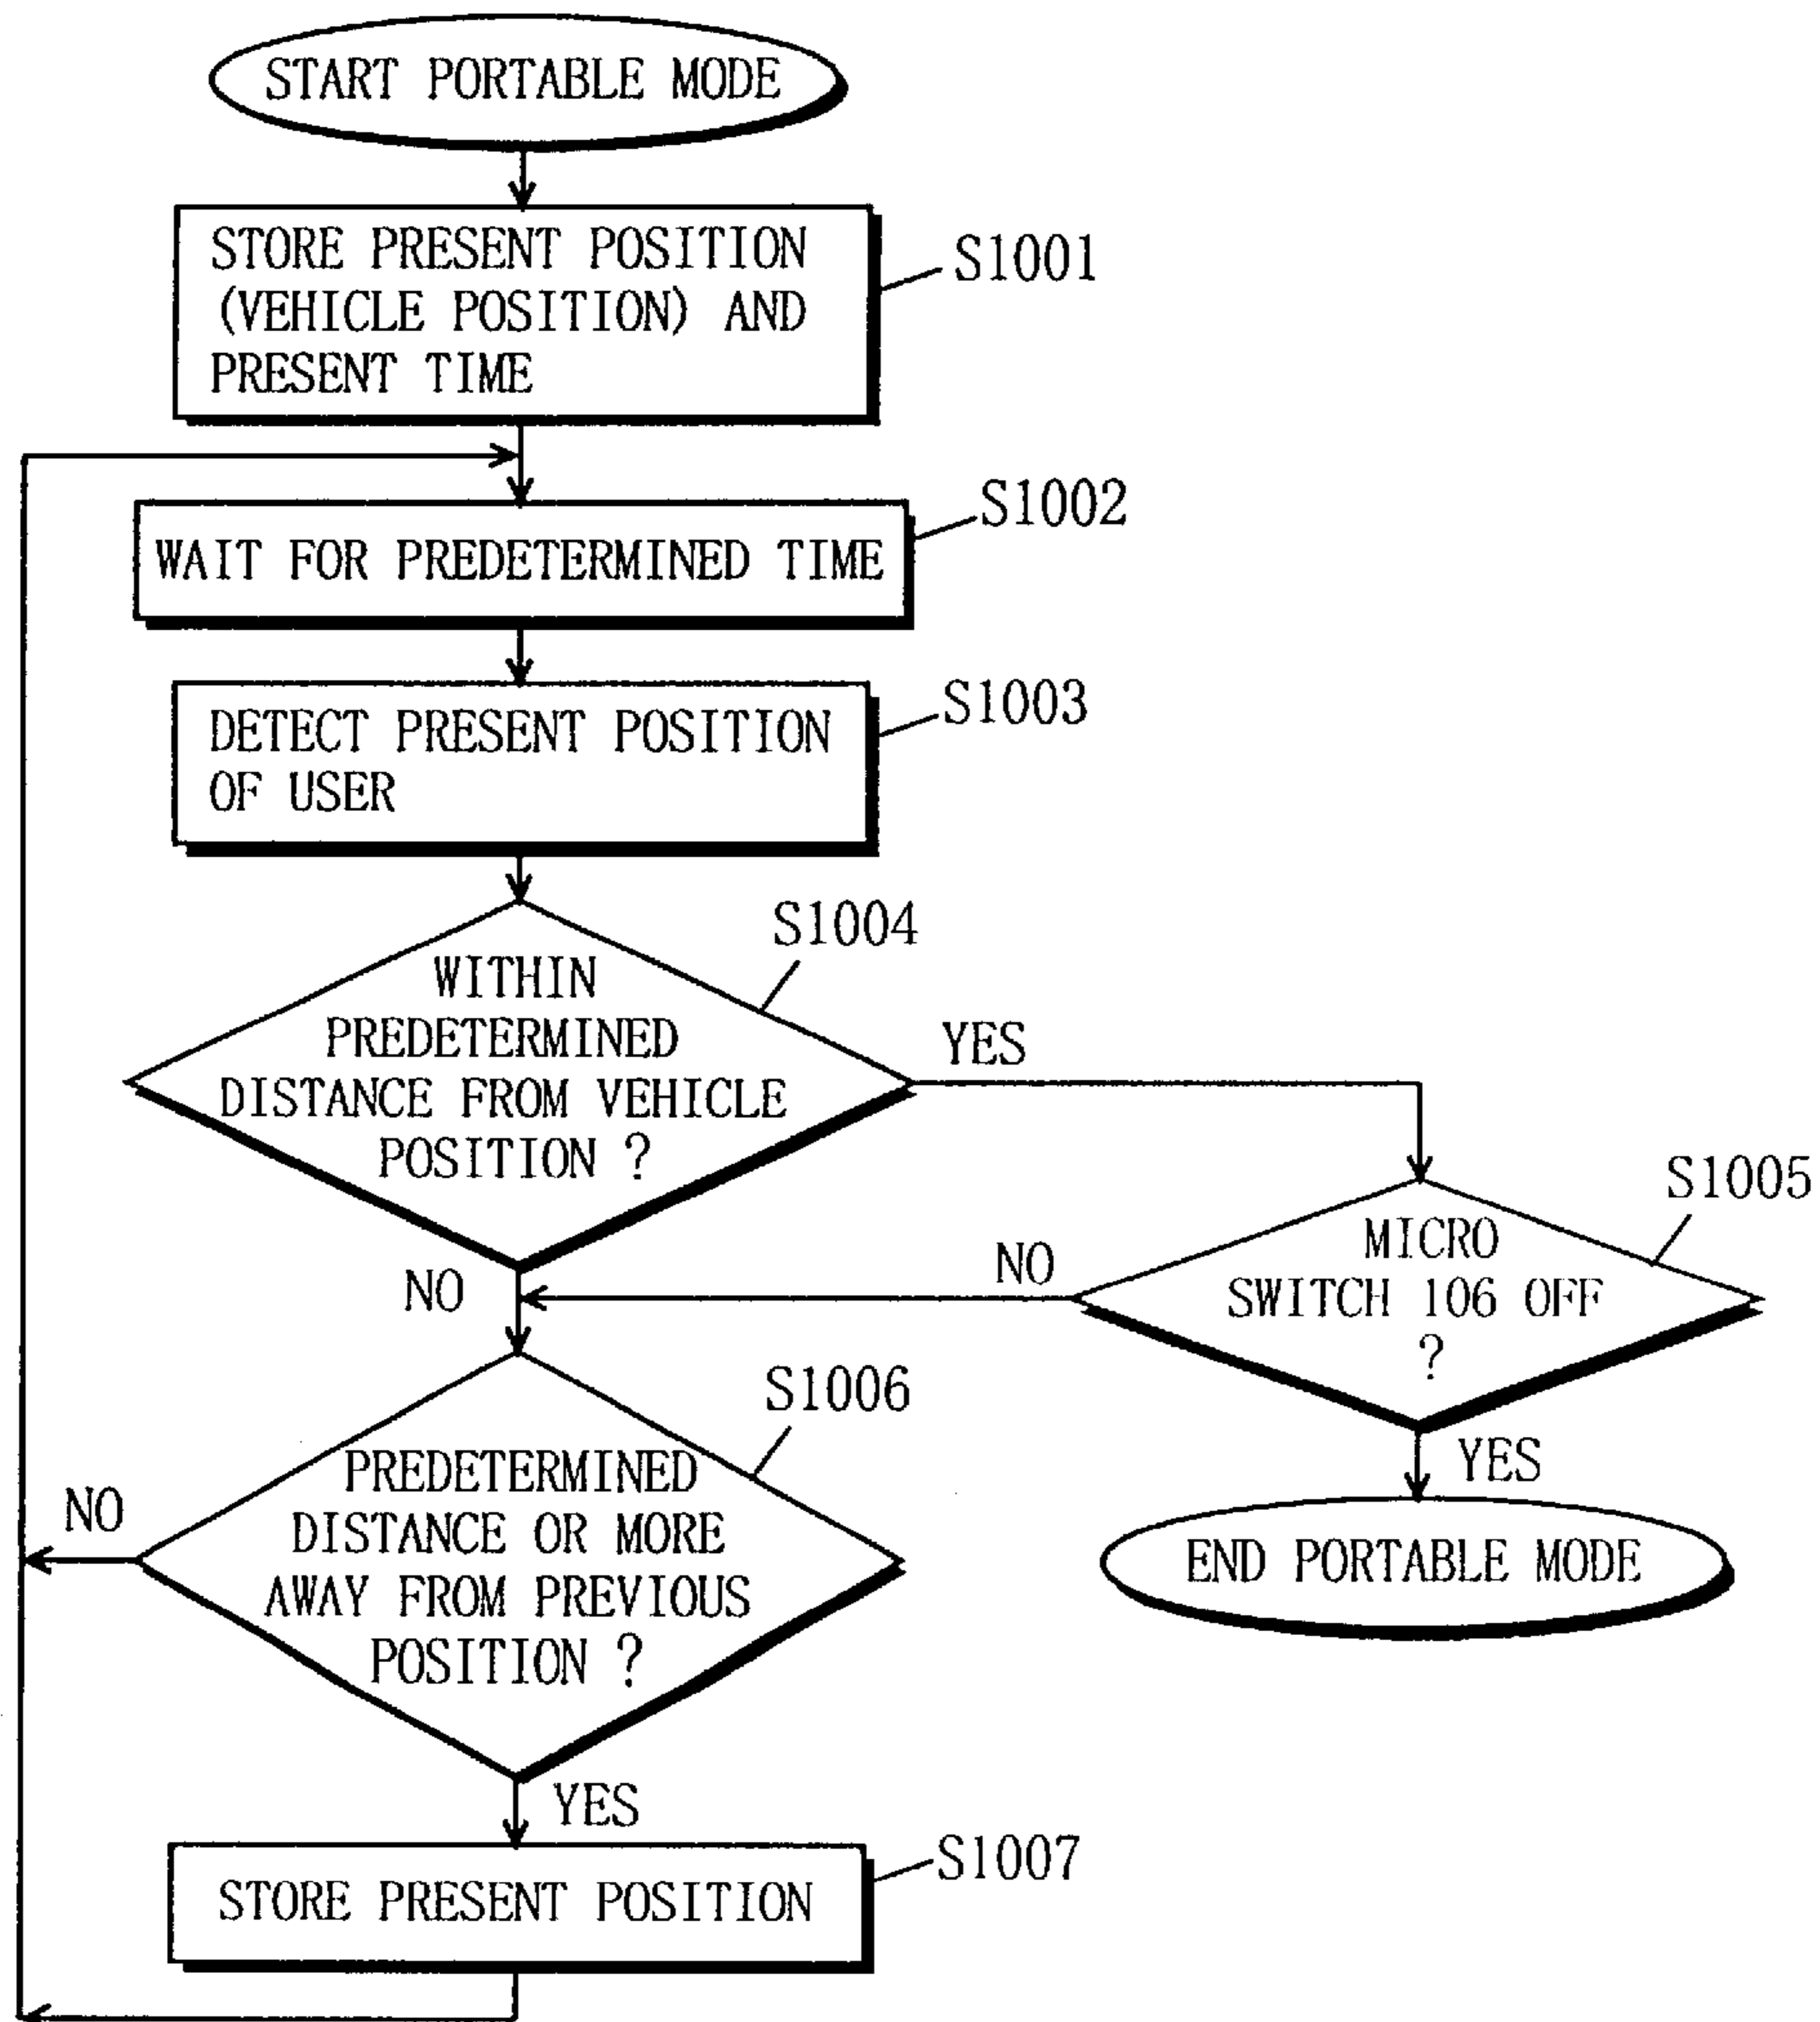 START PORTABLE MODE
STORE PRESENT POSITION
(VEHICLE POSITION) AND
PRESENT TIME
S1001
WAIT FOR PREDETERMINED TIME
S1002
DETECT PRESENT POSITION
OF USER
S1003
S1004
WITHIN
PREDETERMINED
DISTANCE FROM VEHICLE
POSITION ?
YES
NO
S1005
MICRO
SWITCH 106 OFF
?
NO
YES
END PORTABLE MODE
S1006
PREDETERMINED
DISTANCE OR MORE
AWAY FROM PREVIOUS
POSITION ?
NO
YES
STORE PRESENT POSITION
S1007